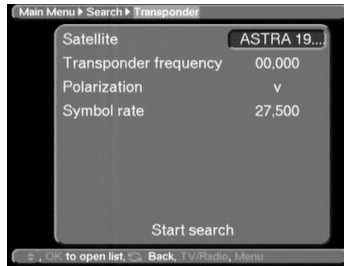 Main Menu ▸ Search ▸ Transponder
Satellite ASTRA 19...
Transponder frequency 00,000
Polarization v
Symbol rate 27,500
Start search
, OK to open list, Back, TV/Radio, Menu